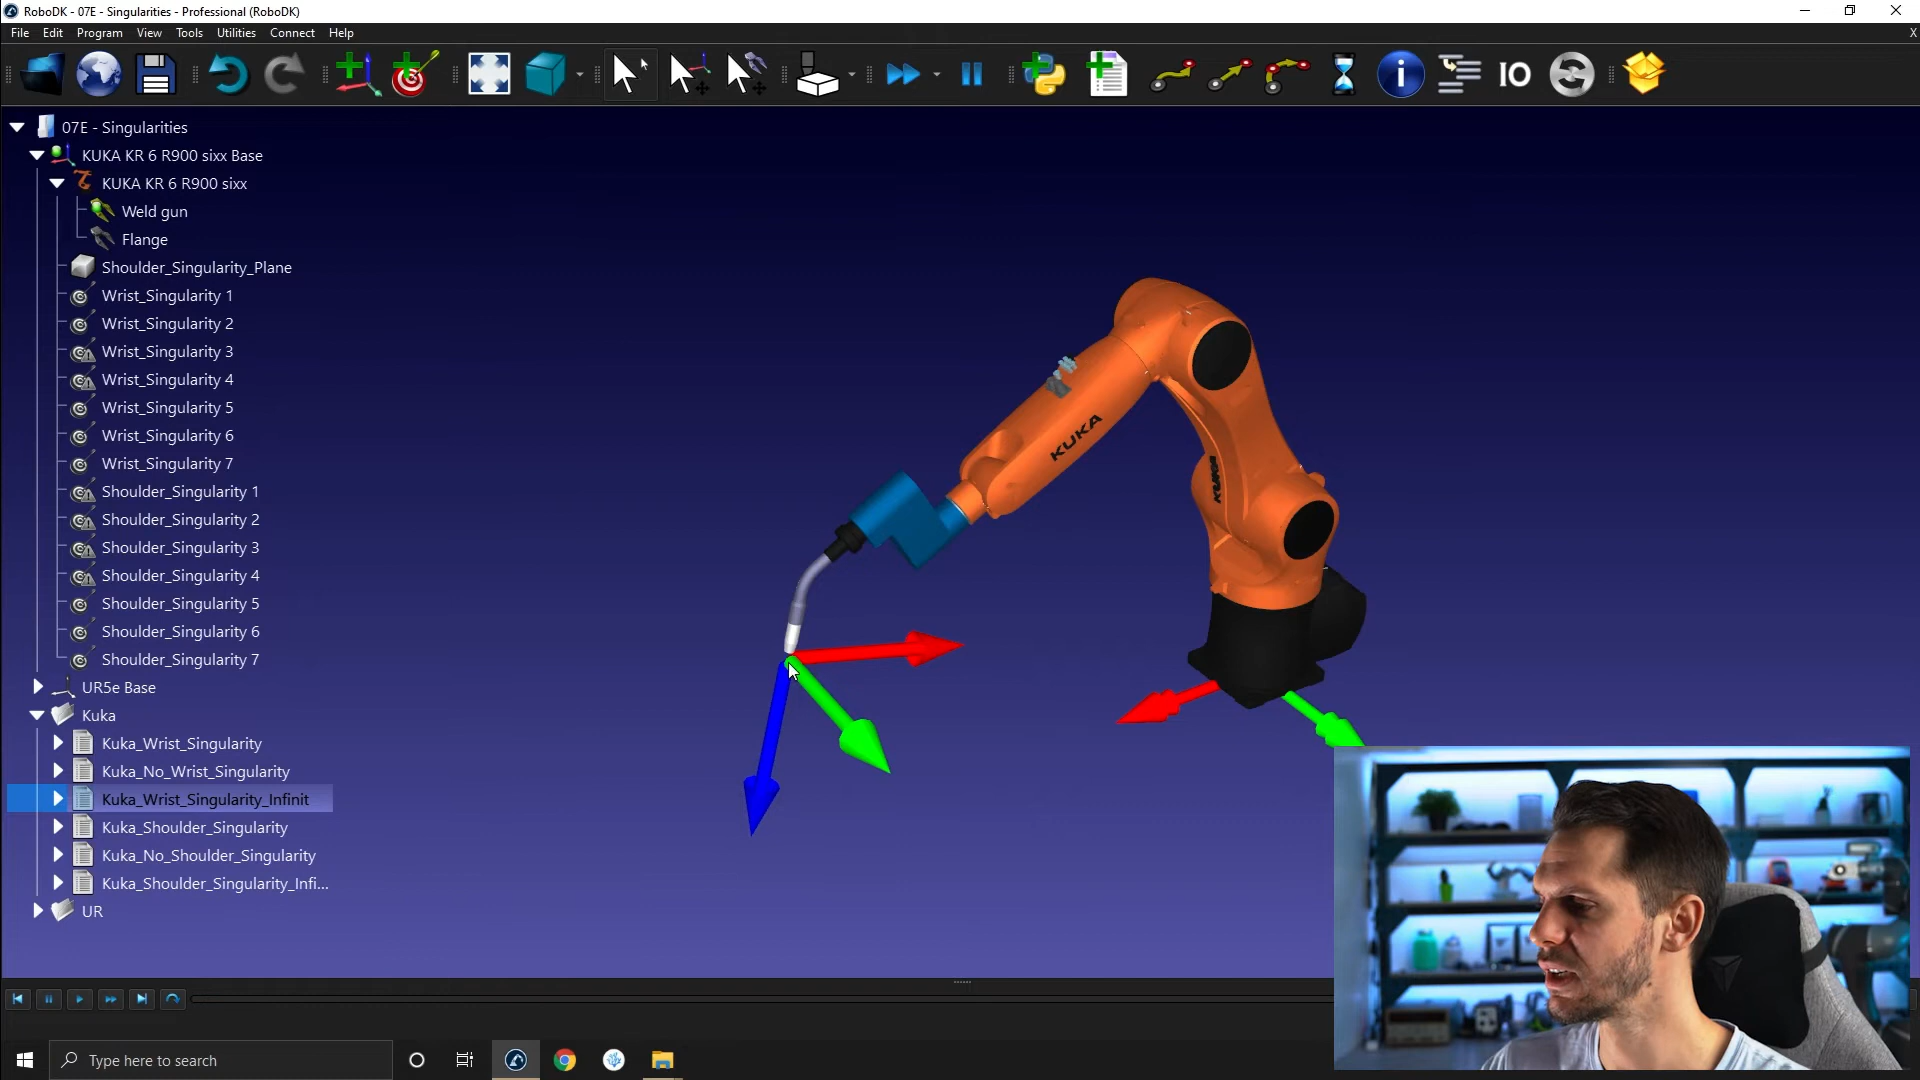 RoboDK - 07E - Singularities - Professional (RoboDK)
File Edit Program View Tools Utilities Connect Help
X
IO
07E - Singularities
KUKA KR 6 R900 sixx Base
KUKA KR 6 R900 sixx
Weld gun
Flange
Shoulder_Singularity_Plane
Wrist_Singularity 1
Wrist_Singularity 2
Wrist_Singularity 3
Wrist_Singularity 4
Wrist_Singularity 5
Wrist_Singularity 6
Wrist_Singularity 7
Shoulder_Singularity 1
Shoulder_Singularity 2
Shoulder_Singularity 3
Shoulder_Singularity 4
Shoulder_Singularity 5
Shoulder_Singularity 6
Shoulder_Singularity 7
UR5e Base
Kuka
Kuka_Wrist_Singularity
Kuka_No_Wrist_Singularity
Kuka_Wrist_Singularity_Infinit
Kuka_Shoulder_Singularity
Kuka_No_Shoulder_Singularity
Kuka_Shoulder_Singularity_Infi...
UR
KUKA
KUKA
Type here to search